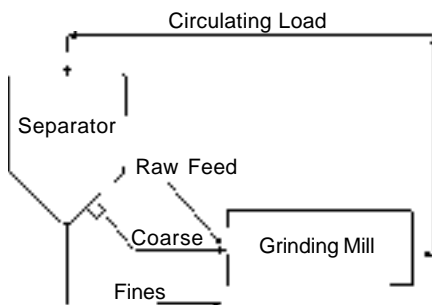 Circulating Load
Separator
Raw Feed
Coarse
Grinding Mill
Fines